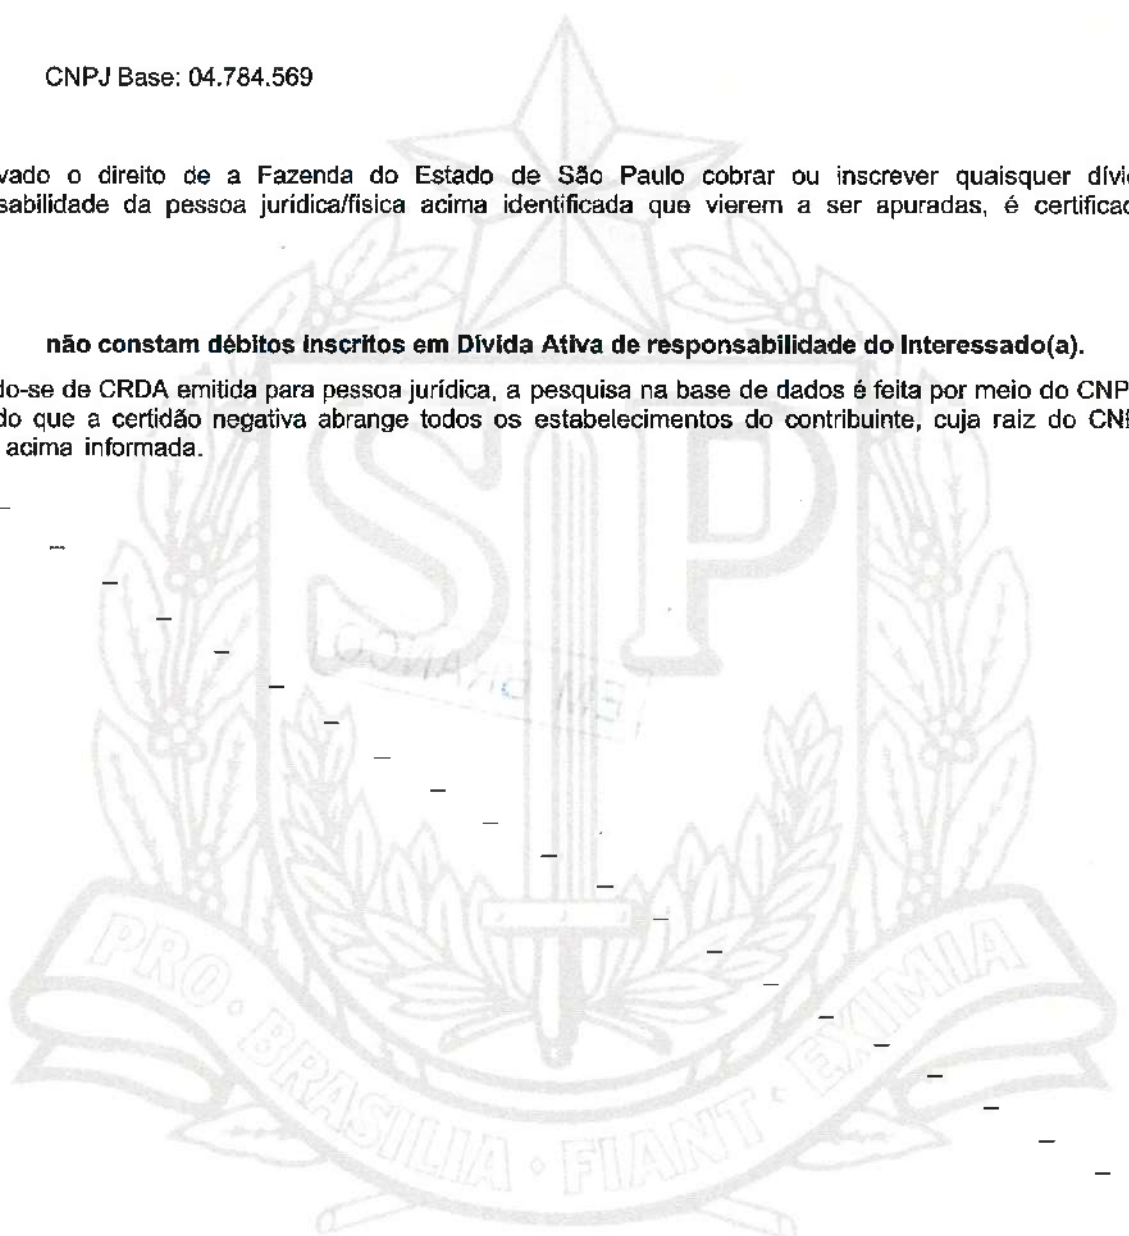 CNPJ Base: 04.784.569
vado o direito de a Fazenda do Estado de São Paulo cobrar ou inscrever quaisquer dívi
sabilidade da pessoa jurídica/física acima identificada que vierem a ser apuradas, é certificad
não constam débitos inscritos em Dívida Ativa de responsabilidade do Interessado(a).
do-se de CRDA emitida para pessoa jurídica, a pesquisa na base de dados é feita por meio do CNP
do que a certidão negativa abrange todos os estabelecimentos do contribuinte, cuja raiz do CN
acima informada.
SP
EM BRANCO
PRO · BRASILIA · FIANT · EXIMIA